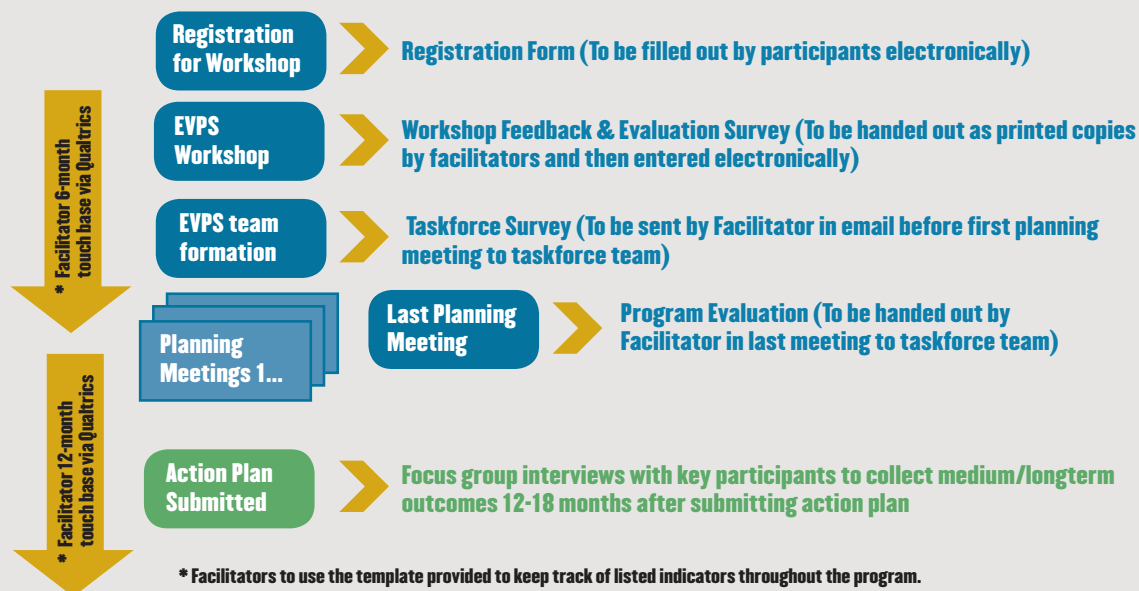 Registration
for Workshop
Registration Form (To be filled out by participants electronically)
* Facilitator 6-month
touch base via Qualtrics
EVPS
Workshop
Workshop Feedback & Evaluation Survey (To be handed out as printed copies
by facilitators and then entered electronically)
EVPS team
formation
Taskforce Survey (To be sent by Facilitator in email before first planning
meeting to taskforce team)
Planning
Meetings 1...
Last Planning
Meeting
Program Evaluation (To be handed out by
Facilitator in last meeting to taskforce team)
* Facilitator 12-month
touch base via Qualtrics
Action Plan
Submitted
Focus group interviews with key participants to collect medium/longterm
outcomes 12-18 months after submitting action plan
* Facilitators to use the template provided to keep track of listed indicators throughout the program.